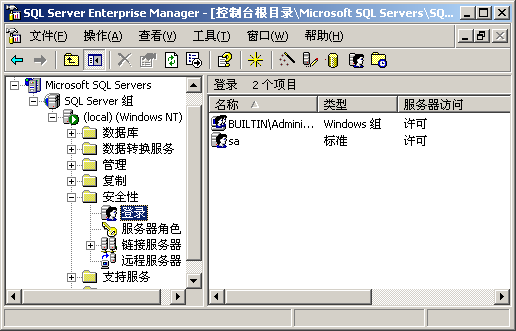 SQL Server Enterprise Manager - [控制台根目录\Microsoft SQL Servers\SQ...
文件(F) 操作(A) 查看(V) 工具(T) 窗口(W) 帮助(H)
Microsoft SQL Servers
SQL Server 组
(local) (Windows NT)
数据库
数据转换服务
管理
复制
安全性
登录
服务器角色
链接服务器
远程服务器
支持服务
登录 2 个项目
名称 类型 服务器访问
BUILTIN\Admini... Windows 组 许可
sa 标准 许可